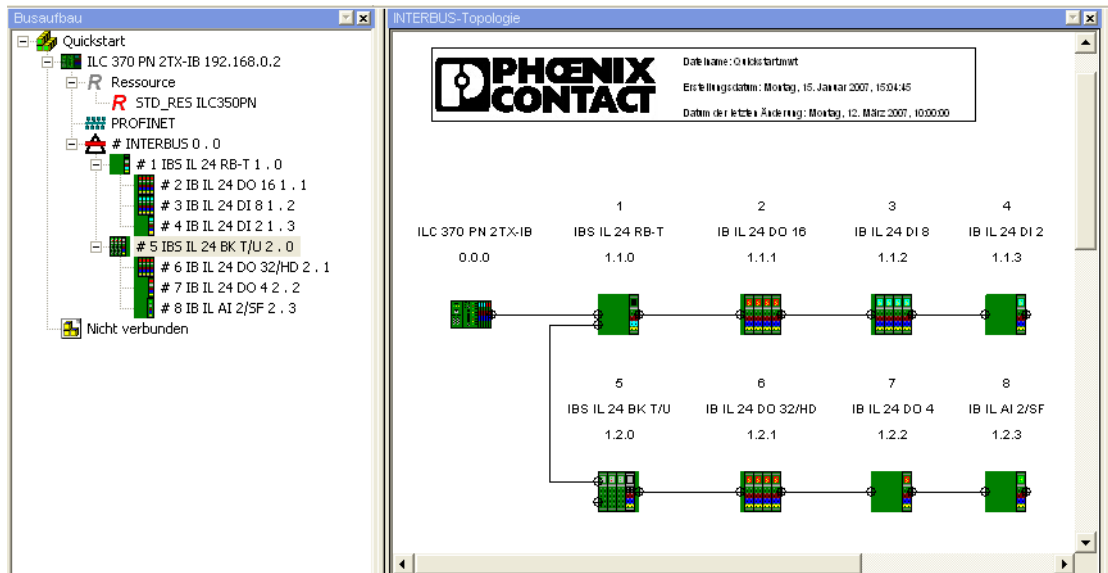 Busaufbau
Quickstart
ILC 370 PN 2TX-IB 192.168.0.2
R Ressource
R STD_RES ILC350PN
PROFINET
# INTERBUS 0 . 0
# 1 IBS IL 24 RB-T 1 . 0
# 2 IB IL 24 DO 16 1 . 1
# 3 IB IL 24 DI 8 1 . 2
# 4 IB IL 24 DI 2 1 . 3
# 5 IBS IL 24 BK T/U 2 . 0
# 6 IB IL 24 DO 32/HD 2 . 1
# 7 IB IL 24 DO 4 2 . 2
# 8 IB IL AI 2/SF 2 . 3
Nicht verbunden
INTERBUS-Topologie
PHŒNIX
CONTACT
Dateiname: Quickstart.mwt
Erstellungsdatum: Montag, 15. Januar 2007, 15:04:45
Datum der letzten Änderung: Montag, 12. März 2007, 10:00:00
1 2 3 4
ILC 370 PN 2TX-IB IBS IL 24 RB-T IB IL 24 DO 16 IB IL 24 DI 8 IB IL 24 DI 2
0.0.0 1.1.0 1.1.1 1.1.2 1.1.3
5 6 7 8
IBS IL 24 BK T/U IB IL 24 DO 32/HD IB IL 24 DO 4 IB IL AI 2/SF
1.2.0 1.2.1 1.2.2 1.2.3